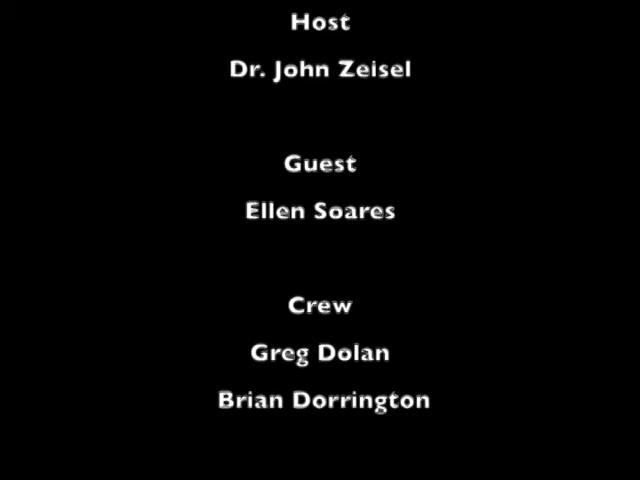 Host
Dr. John Zeisel
Guest
Ellen Soares
Crew
Greg Dolan
Brian Dorrington